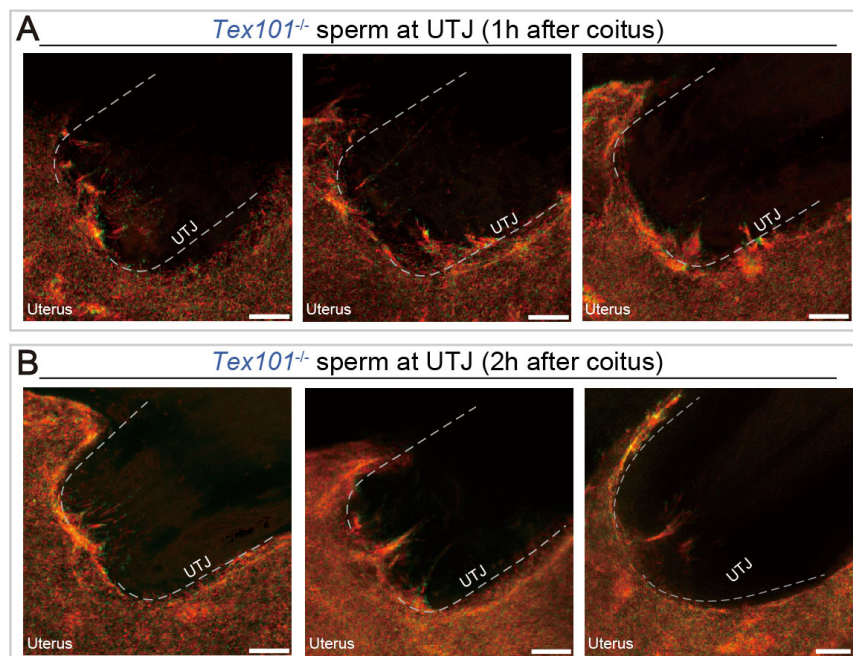 A
Tex101-/- sperm at UTJ (1h after coitus)
UTJ
Uterus
UTJ
Uterus
UTJ
Uterus
B
Tex101-/- sperm at UTJ (2h after coitus)
UTJ
Uterus
UTJ
Uterus
UTJ
Uterus